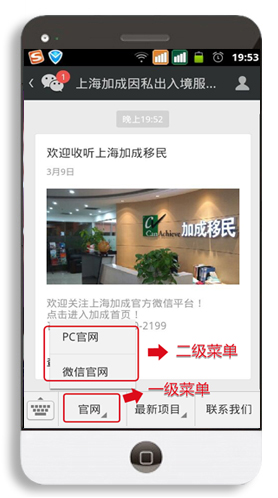 19:53
1
上海加成因私出入境服...
晚上19:52
欢迎收听上海加成移民
3月9日
CanAchieve 加成移民
欢迎关注上海加成官方微信平台！
点击进入加成首页！
-2199
PC官网
微信官网
二级菜单
一级菜单
官网
最新项目
联系我们